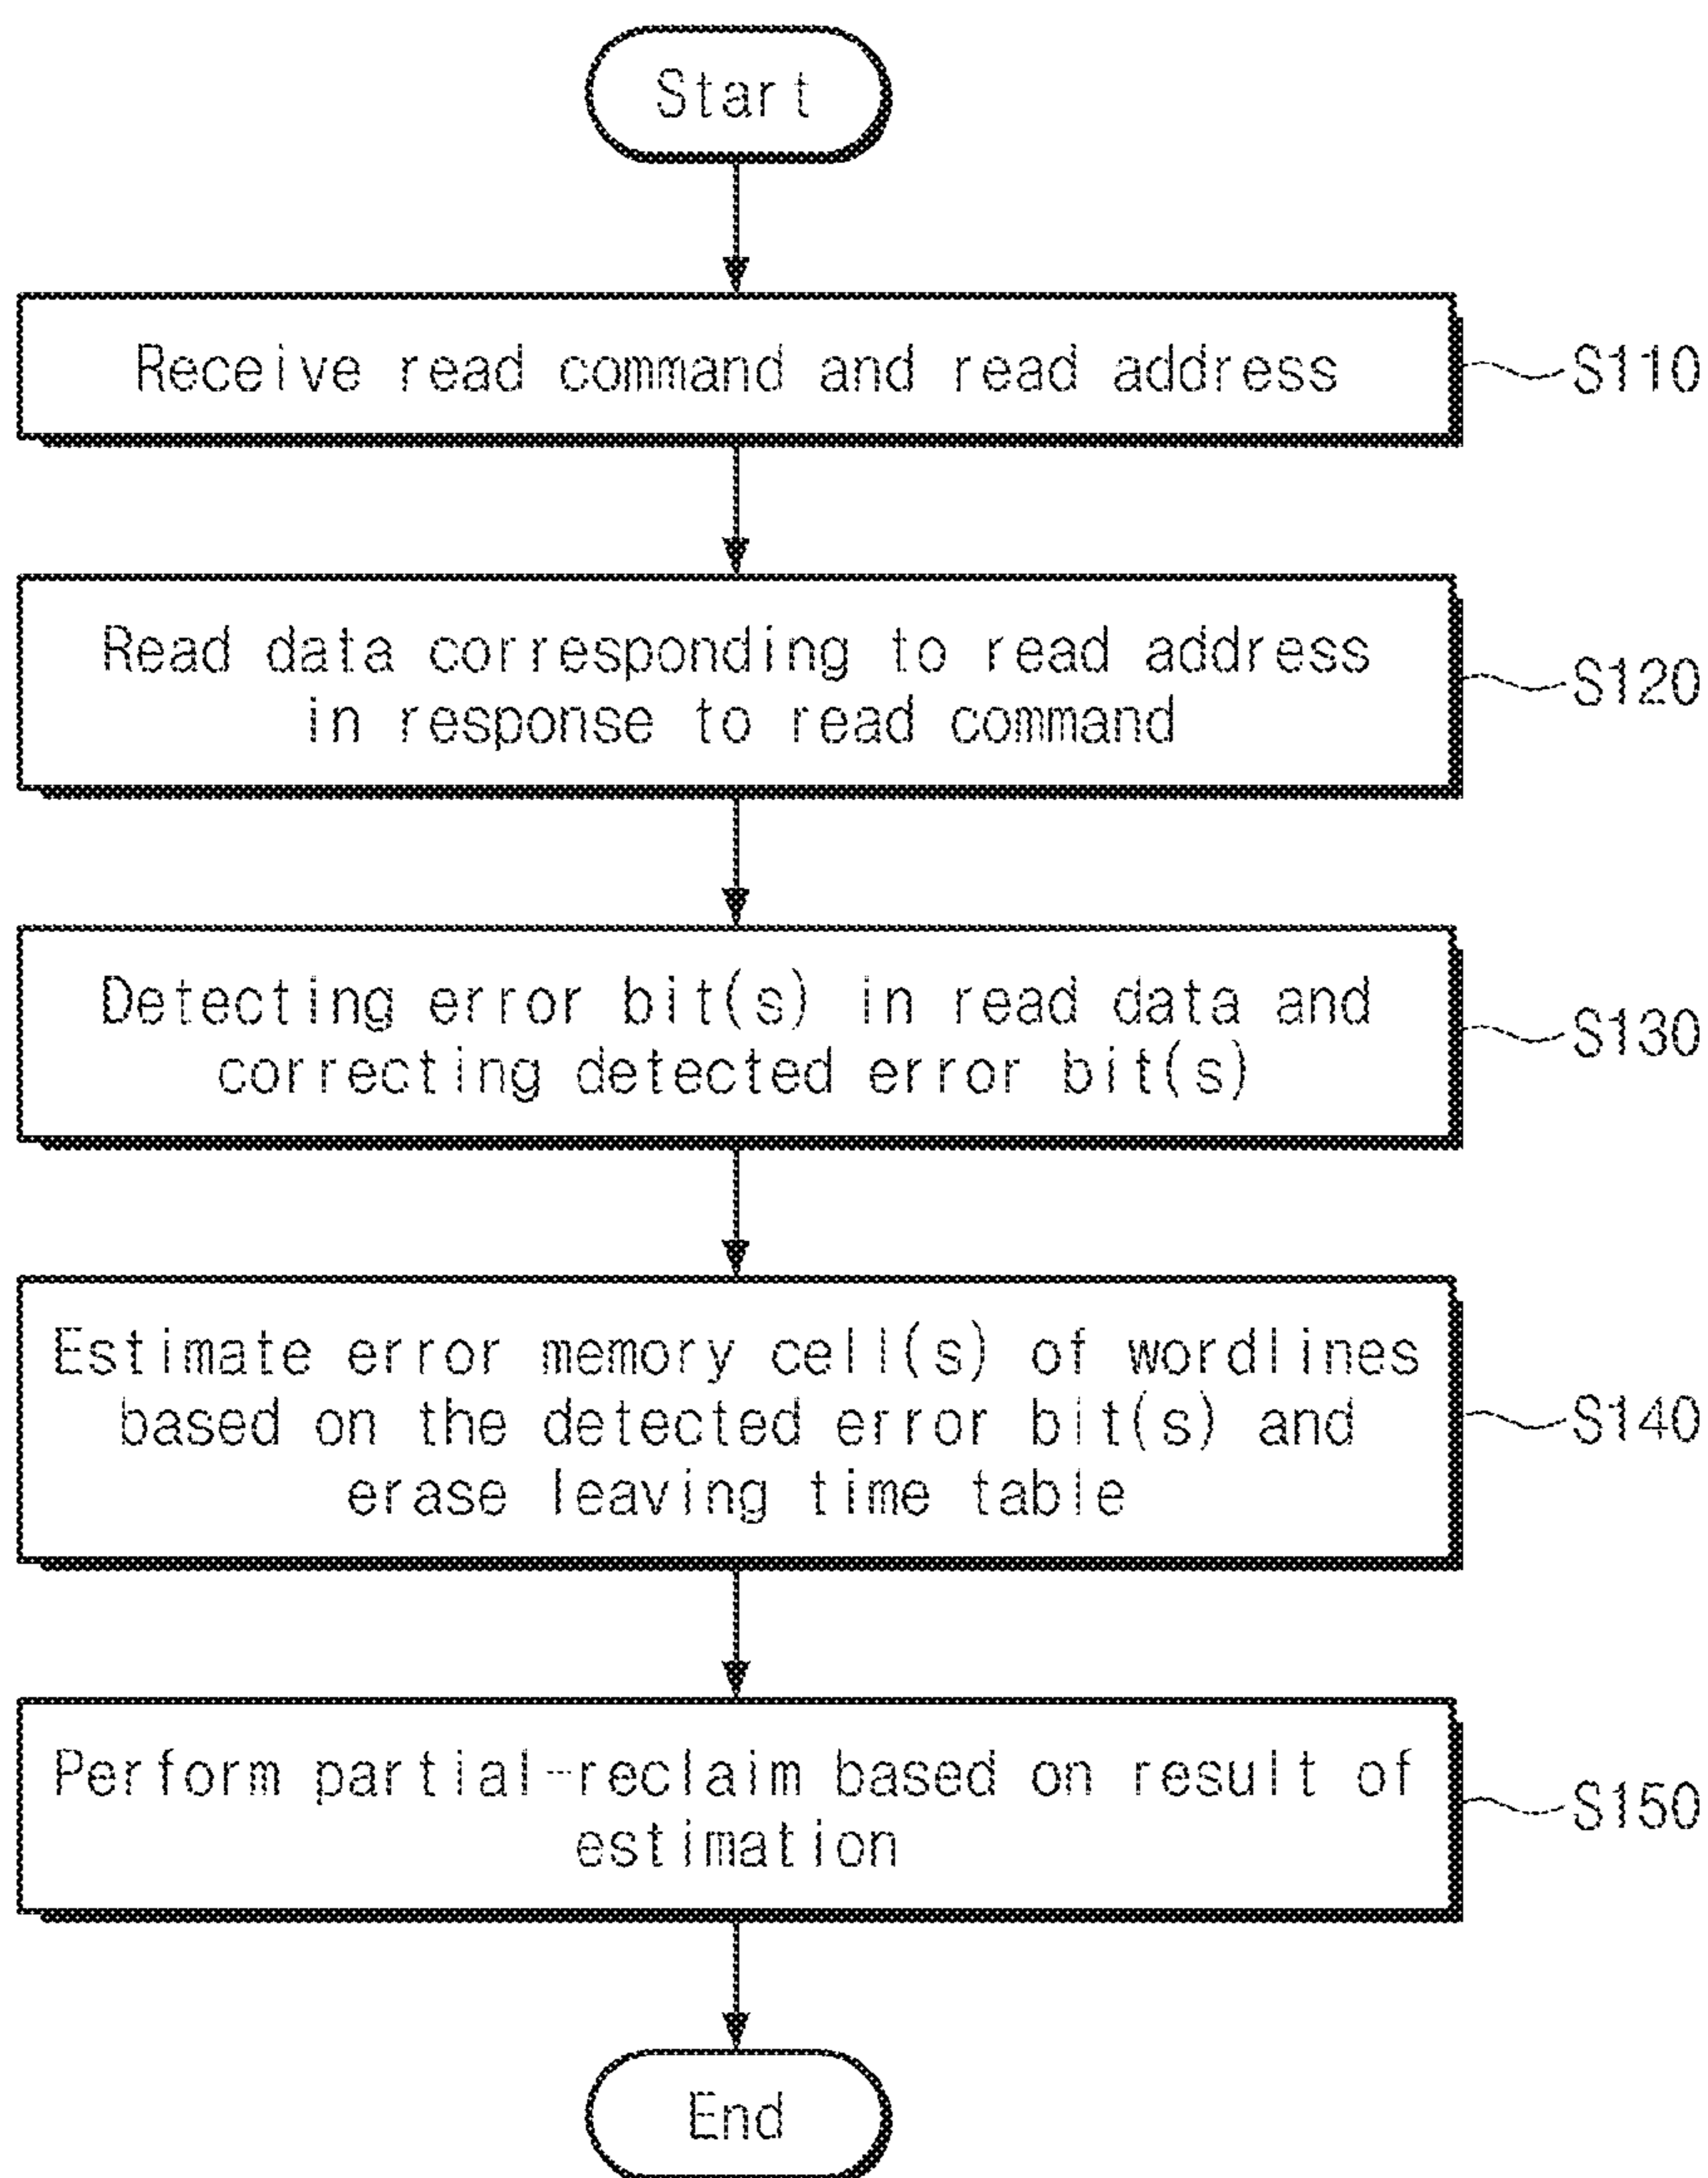 Start
Receive read command and read address
S110
Read data corresponding to read address
in response to read command
S120
Detecting error bit(s) in read data and
correcting detected error bit(s)
S130
Estimate error memory cell(s) of wordlines
based on the detected error bit(s) and
erase leaving time table
S140
Perform partial-reclaim based on result of
estimation
S150
End